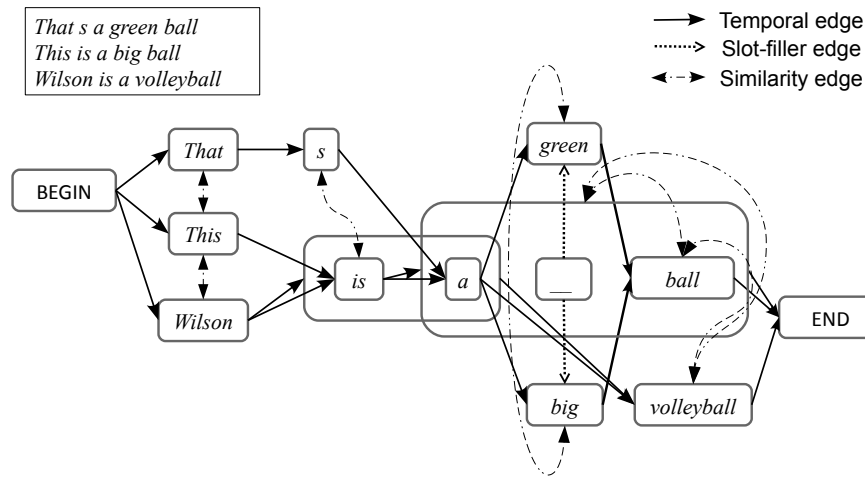 That s a green ball
This is a big ball
Wilson is a volleyball
Temporal edge
Slot-filler edge
Similarity edge
green
That
s
BEGIN
This
is
a
__
ball
Wilson
END
big
volleyball